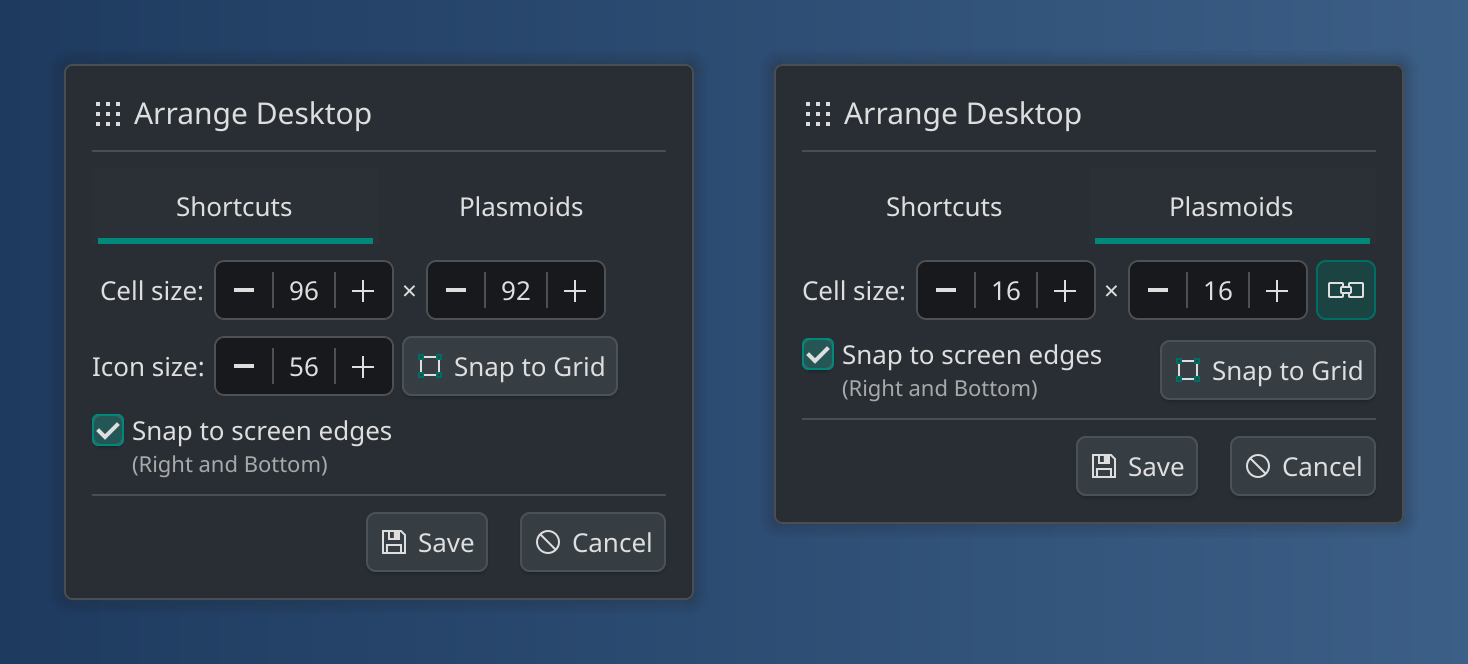 Arrange Desktop
Shortcuts Plasmoids
Cell size: 96 × 92
Icon size: 56 Snap to Grid
Snap to screen edges
(Right and Bottom)
Save Cancel
Arrange Desktop
Shortcuts Plasmoids
Cell size: 16 × 16
Snap to screen edges
(Right and Bottom)
Snap to Grid
Save Cancel